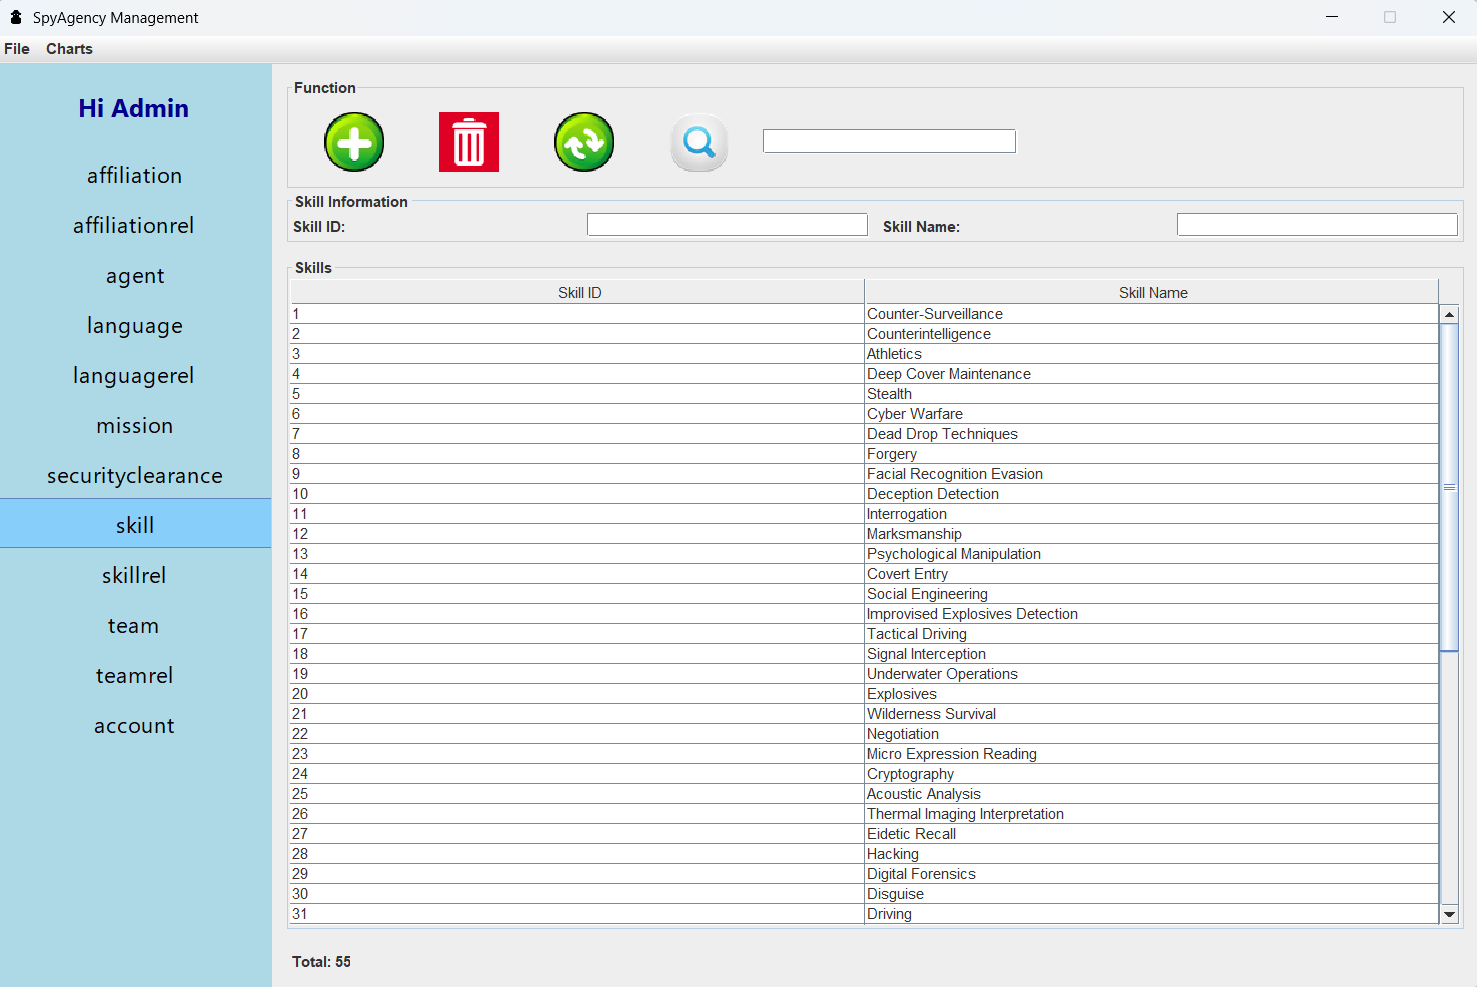 SpyAgency Management
File Charts
Hi Admin
affiliation
affiliationrel
agent
language
languagerel
mission
securityclearance
skill
skillrel
team
teamrel
account
Function
Skill Information
Skill ID: Skill Name:
Skills
Skill ID Skill Name
1 Counter-Surveillance
2 Counterintelligence
3 Athletics
4 Deep Cover Maintenance
5 Stealth
6 Cyber Warfare
7 Dead Drop Techniques
8 Forgery
9 Facial Recognition Evasion
10 Deception Detection
11 Interrogation
12 Marksmanship
13 Psychological Manipulation
14 Covert Entry
15 Social Engineering
16 Improvised Explosives Detection
17 Tactical Driving
18 Signal Interception
19 Underwater Operations
20 Explosives
21 Wilderness Survival
22 Negotiation
23 Micro Expression Reading
24 Cryptography
25 Acoustic Analysis
26 Thermal Imaging Interpretation
27 Eidetic Recall
28 Hacking
29 Digital Forensics
30 Disguise
31 Driving
Total: 55